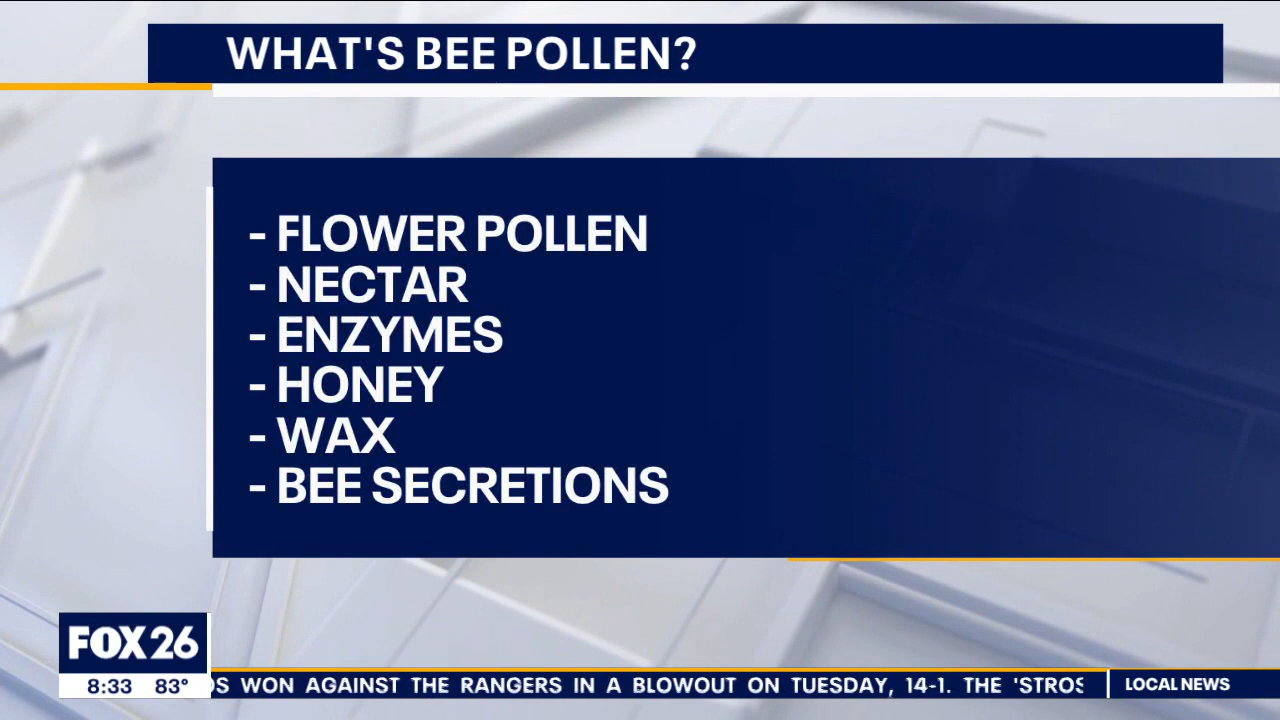 WHAT'S BEE POLLEN?
- FLOWER POLLEN
- NECTAR
- ENZYMES
- HONEY
- WAX
- BEE SECRETIONS
FOX 26
8:33 83°
WON AGAINST THE RANGERS IN A BLOWOUT ON TUESDAY, 14-1. THE 'STROS
LOCAL NEWS